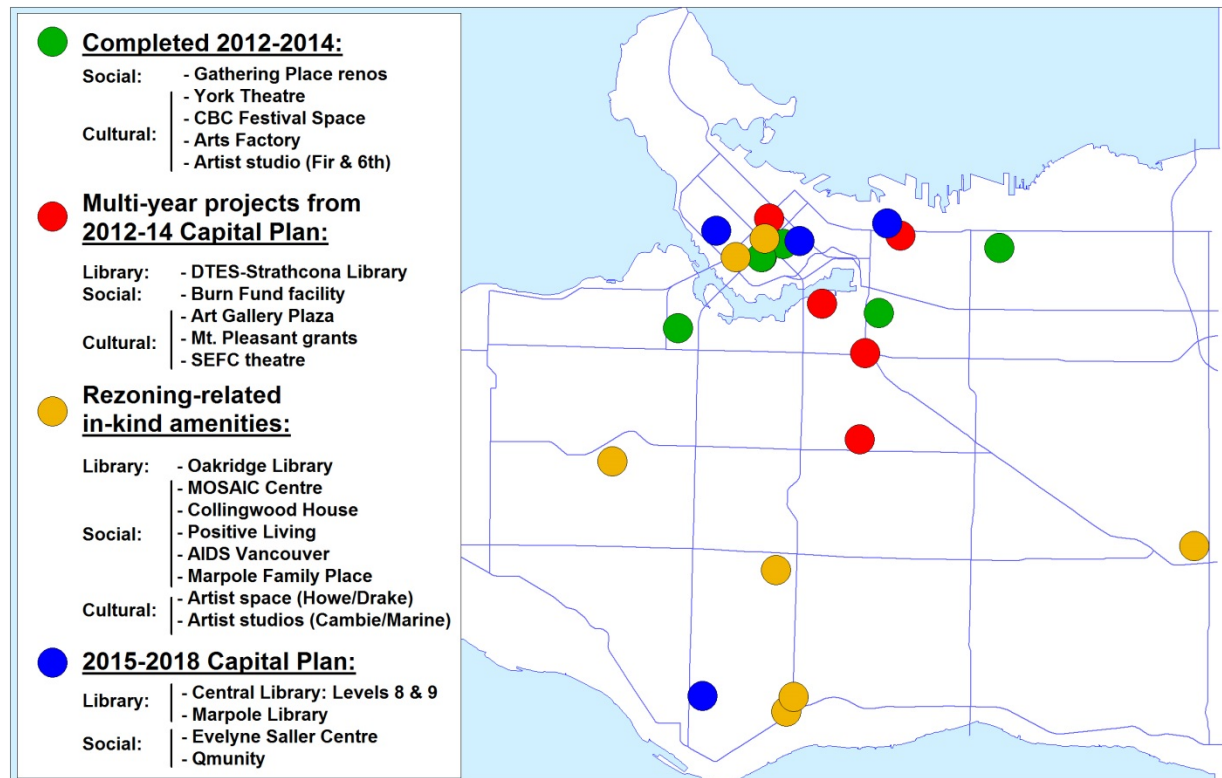 Completed 2012-2014:
Social: - Gathering Place renos
- York Theatre
- CBC Festival Space
Cultural:
- Arts Factory
- Artist studio (Fir & 6th)
Multi-year projects from
2012-14 Capital Plan:
Library: - DTES-Strathcona Library
Social: - Burn Fund facility
- Art Gallery Plaza
Cultural: - Mt. Pleasant grants
- SEFC theatre
Rezoning-related
in-kind amenities:
Library: - Oakridge Library
- MOSAIC Centre
- Collingwood House
Social: - Positive Living
- AIDS Vancouver
- Marpole Family Place
Cultural: - Artist space (Howe/Drake)
- Artist studios (Cambie/Marine)
2015-2018 Capital Plan:
Library: - Central Library: Levels 8 & 9
- Marpole Library
Social: - Evelyne Saller Centre
- Qmunity